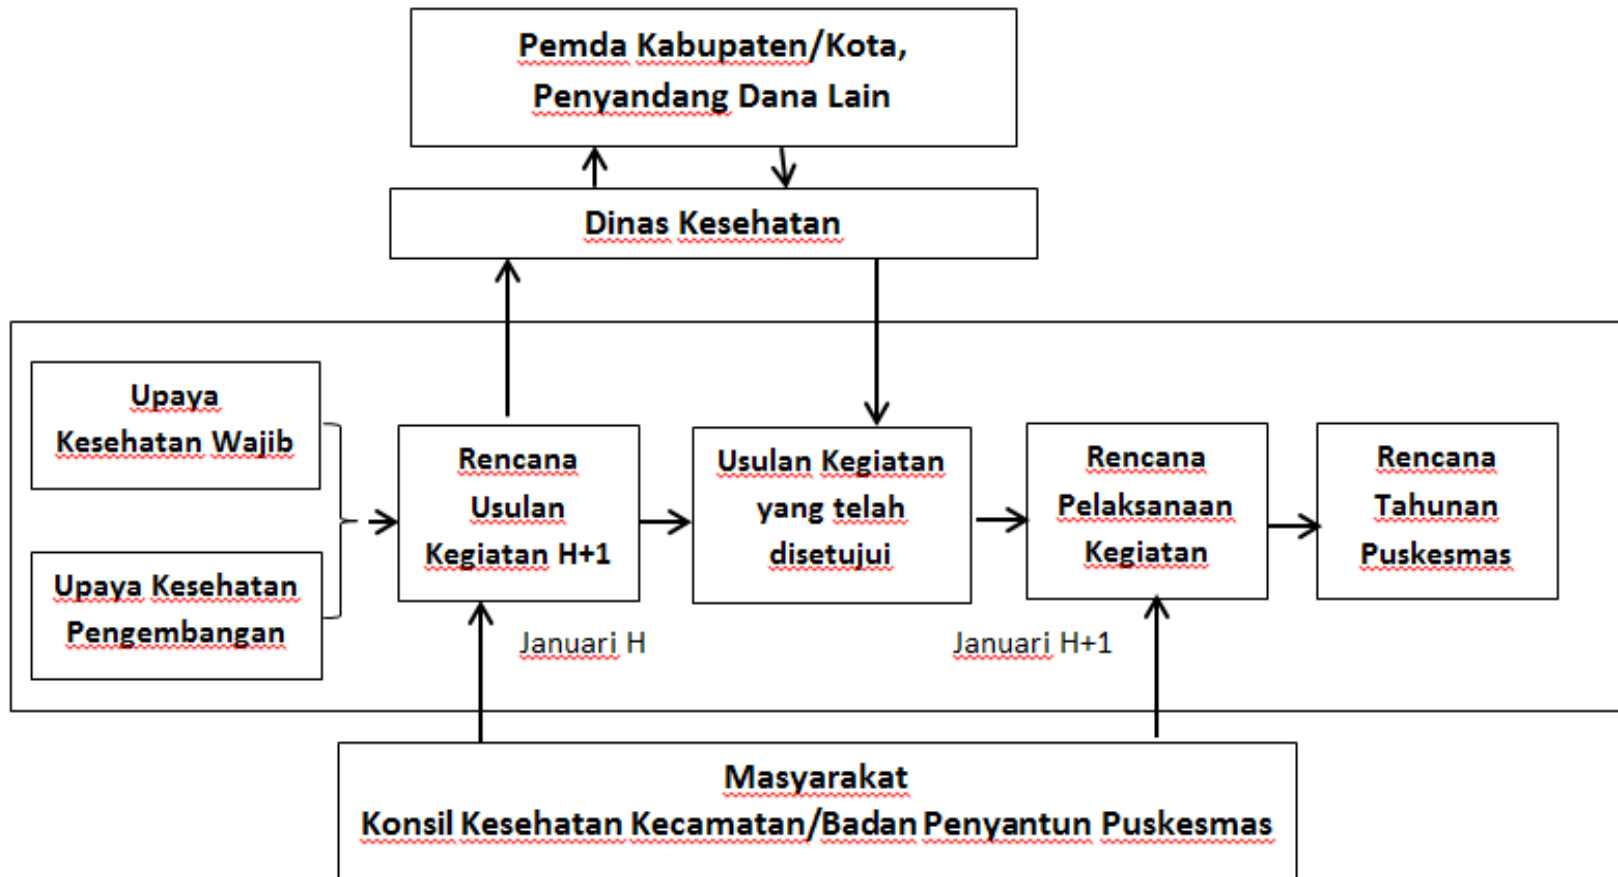 Pemda Kabupaten/Kota,
Penyandang Dana Lain
Dinas Kesehatan
Upaya
Kesehatan Wajib
Upaya Kesehatan
Pengembangan
Rencana
Usulan
Kegiatan H+1
Usulan Kegiatan
yang telah
disetujui
Rencana
Pelaksanaan
Kegiatan
Rencana
Tahunan
Puskesmas
Januari H
Januari H+1
Masyarakat
Konsil Kesehatan Kecamatan/Badan Penyantun Puskesmas